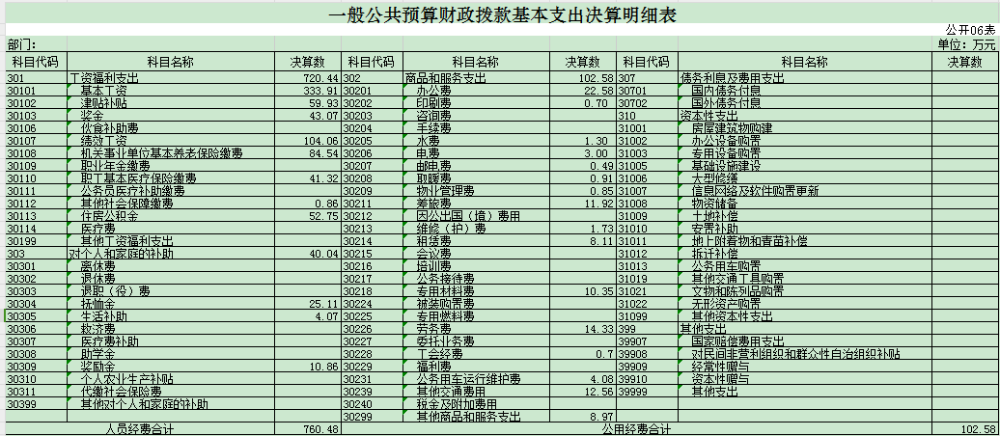 一般公共预算财政拨款基本支出决算明细表
公开06表
部门： 单位：万元
科目代码 科目名称 决算数 科目代码 科目名称 决算数 科目代码 科目名称 决算数
301 工资福利支出 720.44 302 商品和服务支出 102.58 307 债务利息及费用支出
30101 基本工资 333.91 30201 办公费 22.58 30701 国内债务付息
30102 津贴补贴 59.93 30202 印刷费 0.70 30702 国外债务付息
30103 奖金 43.07 30203 咨询费 310 资本性支出
30106 伙食补助费 30204 手续费 31001 房屋建筑物购建
30107 绩效工资 104.06 30205 水费 1.30 31002 办公设备购置
30108 机关事业单位基本养老保险缴费 84.54 30206 电费 3.00 31003 专用设备购置
30109 职业年金缴费 30207 邮电费 0.49 31005 基础设施建设
30110 职工基本医疗保险缴费 41.32 30208 取暖费 0.91 31006 大型修缮
30111 公务员医疗补助缴费 30209 物业管理费 0.85 31007 信息网络及软件购置更新
30112 其他社会保障缴费 0.86 30211 差旅费 11.92 31008 物资储备
30113 住房公积金 52.75 30212 因公出国（境）费用 31009 土地补偿
30114 医疗费 30213 维修（护）费 1.73 31010 安置补助
30199 其他工资福利支出 30214 租赁费 8.11 31011 地上附着物和青苗补偿
303 对个人和家庭的补助 40.04 30215 会议费 31012 拆迁补偿
30301 离休费 30216 培训费 31013 公务用车购置
30302 退休费 30217 公务接待费 31019 其他交通工具购置
30303 退职（役）费 30218 专用材料费 10.35 31021 文物和陈列品购置
30304 抚恤金 25.11 30224 被装购置费 31022 无形资产购置
30305 生活补助 4.07 30225 专用燃料费 31099 其他资本性支出
30306 救济费 30226 劳务费 14.33 399 其他支出
30307 医疗费补助 30227 委托业务费 39907 国家赔偿费用支出
30308 助学金 30228 工会经费 0.7 39908 对民间非营利组织和群众性自治组织补贴
30309 奖励金 10.86 30229 福利费 39909 经常性赠与
30310 个人农业生产补贴 30231 公务用车运行维护费 4.08 39910 资本性赠与
30311 代缴社会保险费 30239 其他交通费用 12.56 39999 其他支出
30399 其他对个人和家庭的补助 30240 税金及附加费用
30299 其他商品和服务支出 8.97
人员经费合计 760.48 公用经费合计 102.58